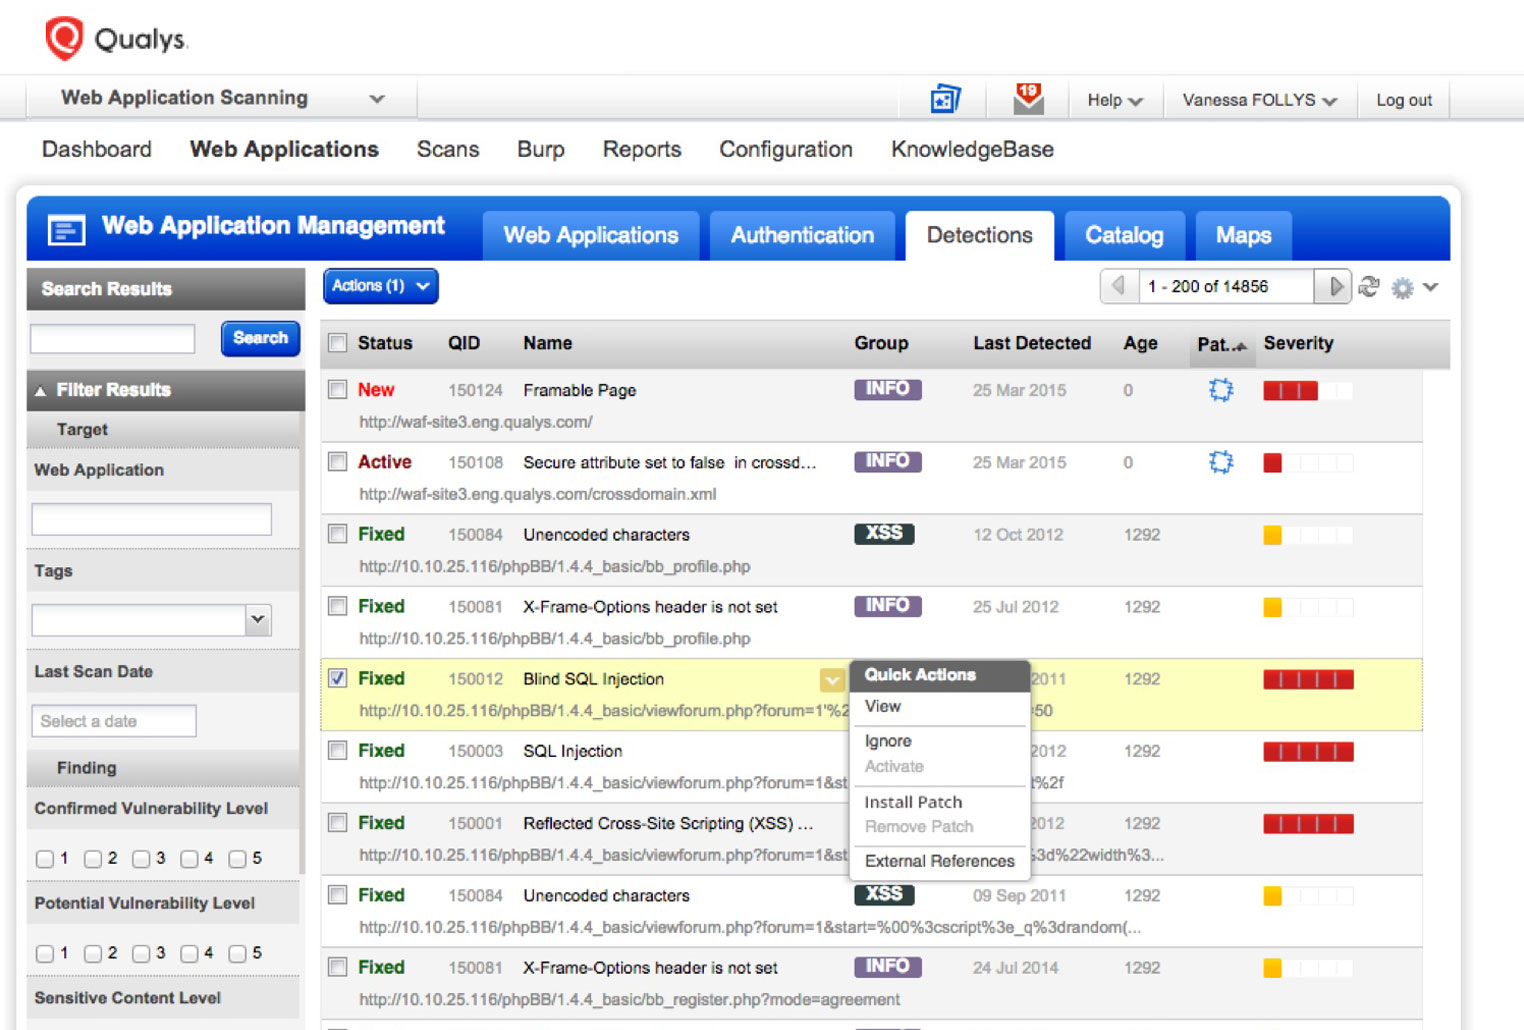 Qualys.
Web Application Scanning
19
Help
Vanessa FOLLYS
Log out
Dashboard Web Applications Scans Burp Reports Configuration KnowledgeBase
Web Application Management
Web Applications Authentication Detections Catalog Maps
Search Results
Search
Filter Results
Target
Web Application
Tags
Last Scan Date
Select a date
Finding
Confirmed Vulnerability Level
1 2 3 4 5
Potential Vulnerability Level
1 2 3 4 5
Sensitive Content Level
Actions (1)
1 - 200 of 14856
Status QID Name Group Last Detected Age Pat... Severity
New 150124 Framable Page INFO 25 Mar 2015 0
http://waf-site3.eng.qualys.com/
Active 150108 Secure attribute set to false in crossd... INFO 25 Mar 2015 0
http://waf-site3.eng.qualys.com/crossdomain.xml
Fixed 150084 Unencoded characters XSS 12 Oct 2012 1292
http://10.10.25.116/phpBB/1.4.4_basic/bb_profile.php
Fixed 150081 X-Frame-Options header is not set INFO 25 Jul 2012 1292
http://10.10.25.116/phpBB/1.4.4_basic/bb_profile.php
Fixed 150012 Blind SQL Injection 2011 1292
http://10.10.25.116/phpBB/1.4.4_basic/viewforum.php?forum=1'%2 =50
Fixed 150003 SQL Injection 2012 1292
http://10.10.25.116/phpBB/1.4.4_basic/viewforum.php?forum=1&st t%2f
Fixed 150001 Reflected Cross-Site Scripting (XSS) ... 2012 1292
http://10.10.25.116/phpBB/1.4.4_basic/viewforum.php?forum=1&st %3d%22width%3...
Quick Actions
View
Ignore
Activate
Install Patch
Remove Patch
External References
Fixed 150084 Unencoded characters XSS 09 Sep 2011 1292
http://10.10.25.116/phpBB/1.4.4_basic/viewforum.php?forum=1&start=%00%3cscript%3e_q%3drandom(...
Fixed 150081 X-Frame-Options header is not set INFO 24 Jul 2014 1292
http://10.10.25.116/phpBB/1.4.4_basic/bb_register.php?mode=agreement